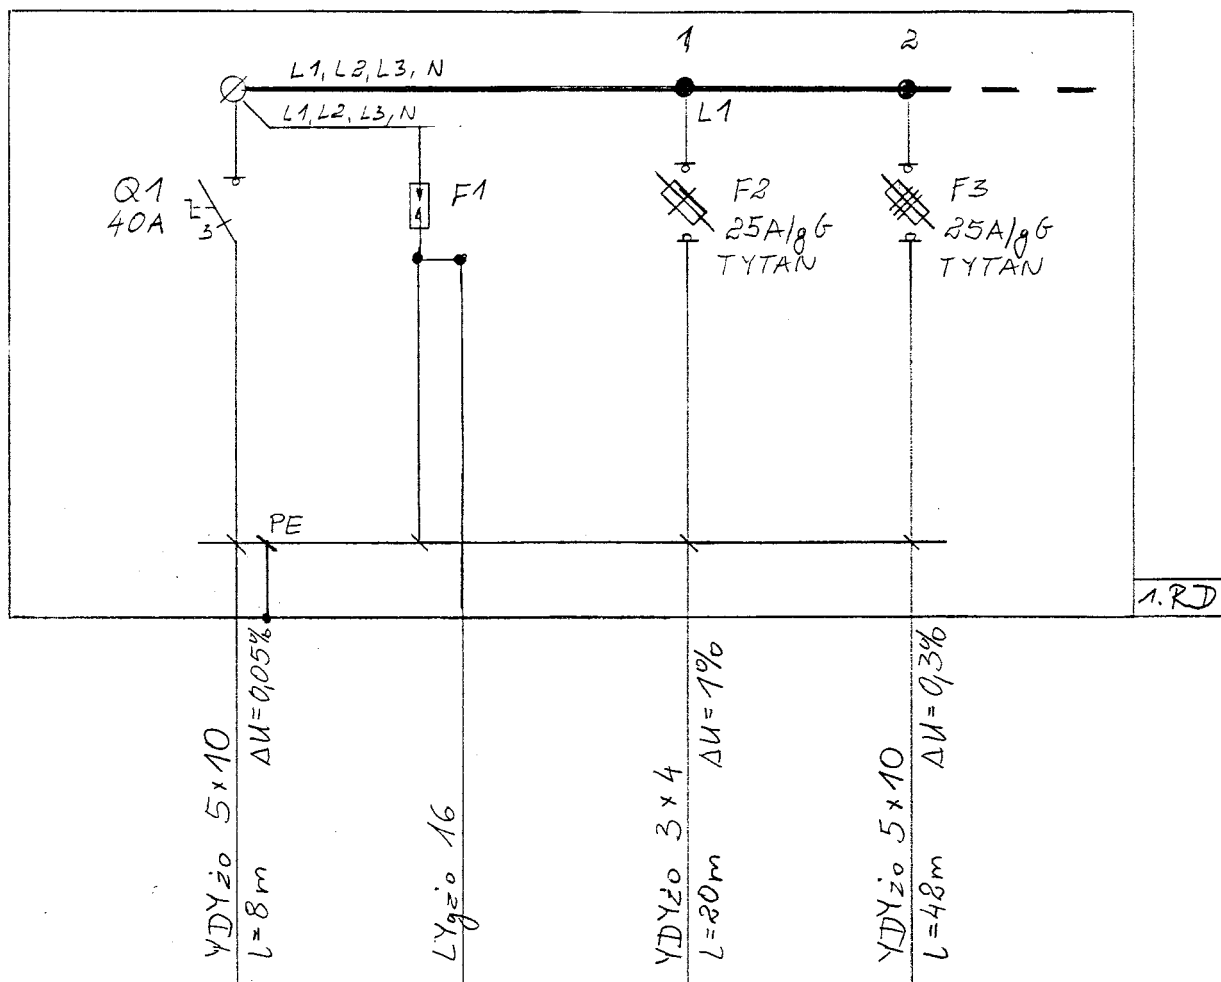 1
2
L1, L2, L3, N
L1, L2, L3, N
L1
Q1
40A
3
F1
F2
25A/gG
TYTAN
F3
25A/gG
TYTAN
PE
1.RD
YDYżo 5x10
ΔU=0,05%
L=8m
LYgżo 16
YDYżo 3x4
ΔU=1%
L=20m
YDYżo 5x10
ΔU=0,3%
L=42m